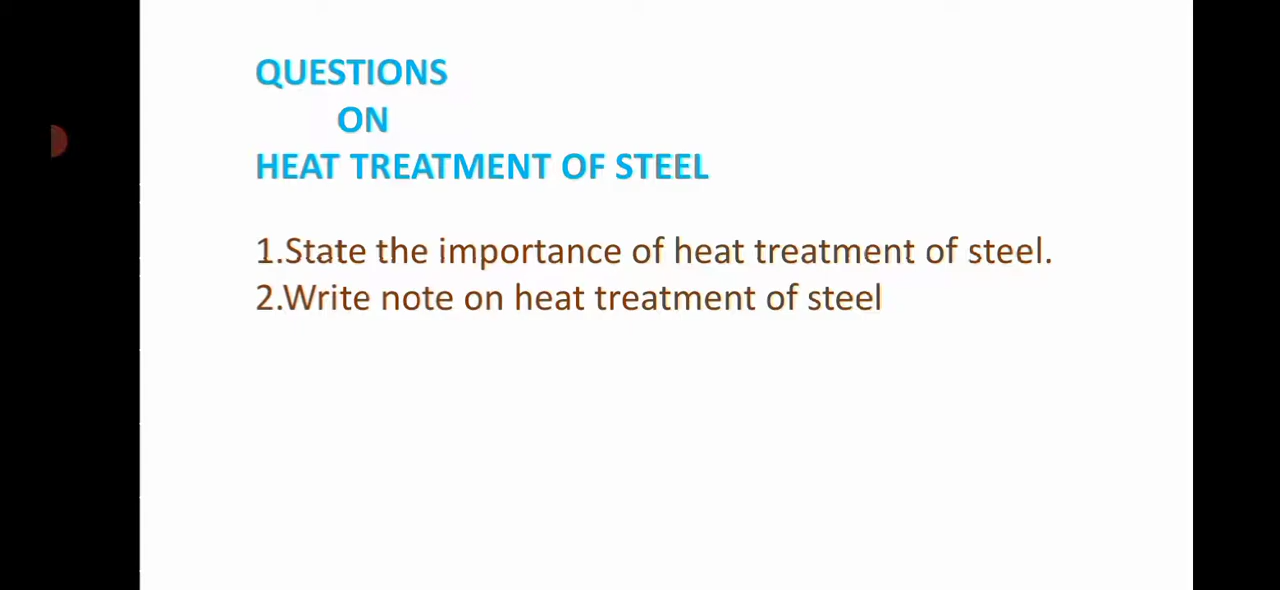 QUESTIONS
ON
HEAT TREATMENT OF STEEL
1.State the importance of heat treatment of steel.
2.Write note on heat treatment of steel